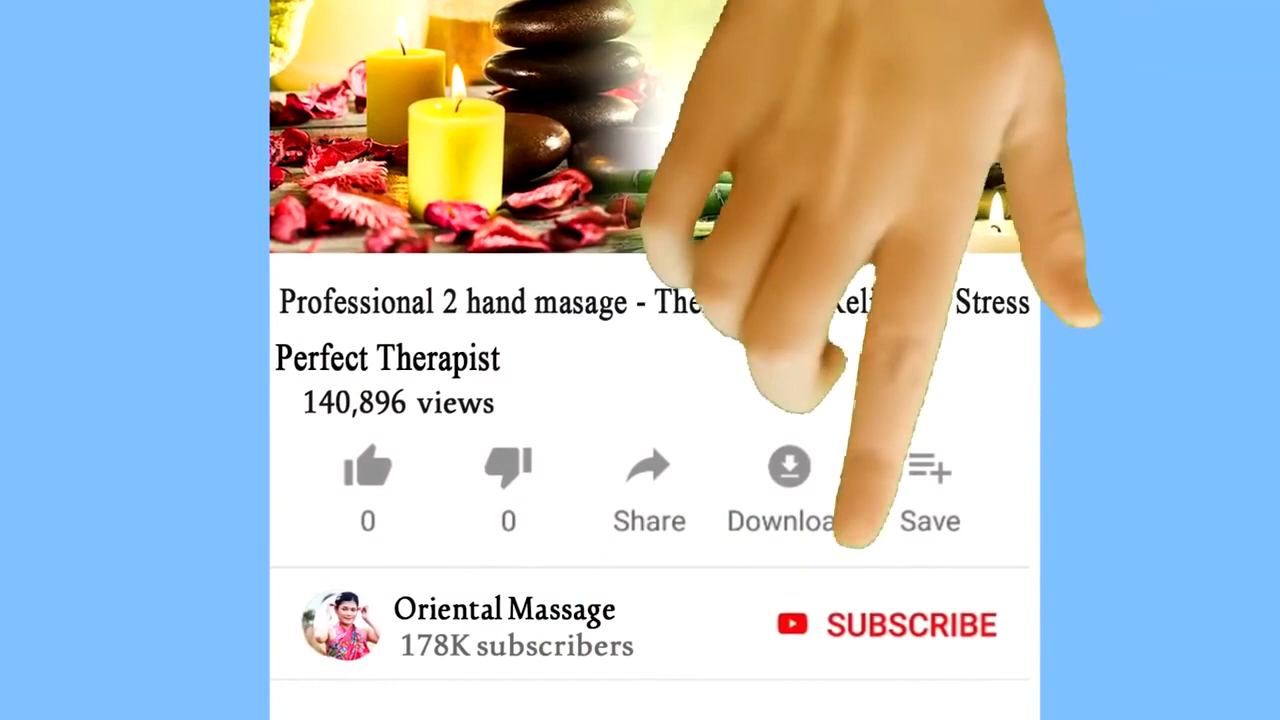 Professional 2 hand masage - The Stress
Perfect Therapist
140,896 views
0 0 Share Save
Oriental Massage SUBSCRIBE
178K subscribers